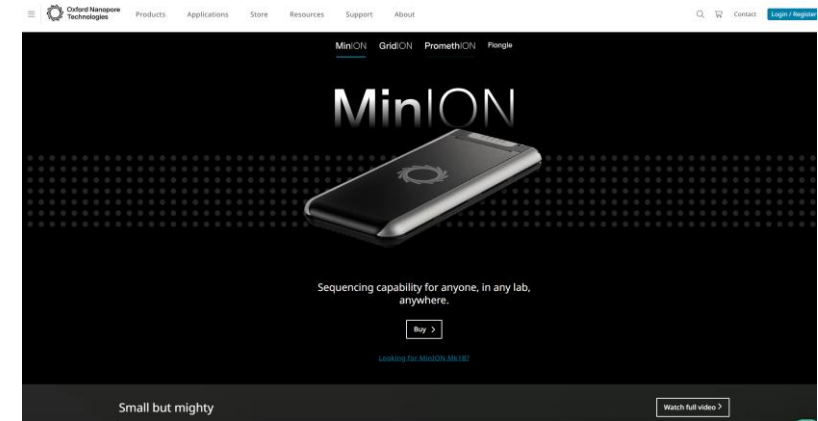 Oxford Nanopore
Technologies
Products
Applications
Store
Resources
Support
About
Contact
Login / Register
MinION
GridION
PromethION
Flongle
MinION
Sequencing capability for anyone, in any lab,
anywhere.
Buy
Looking for MinION Mk1B?
Small but mighty
Watch full video